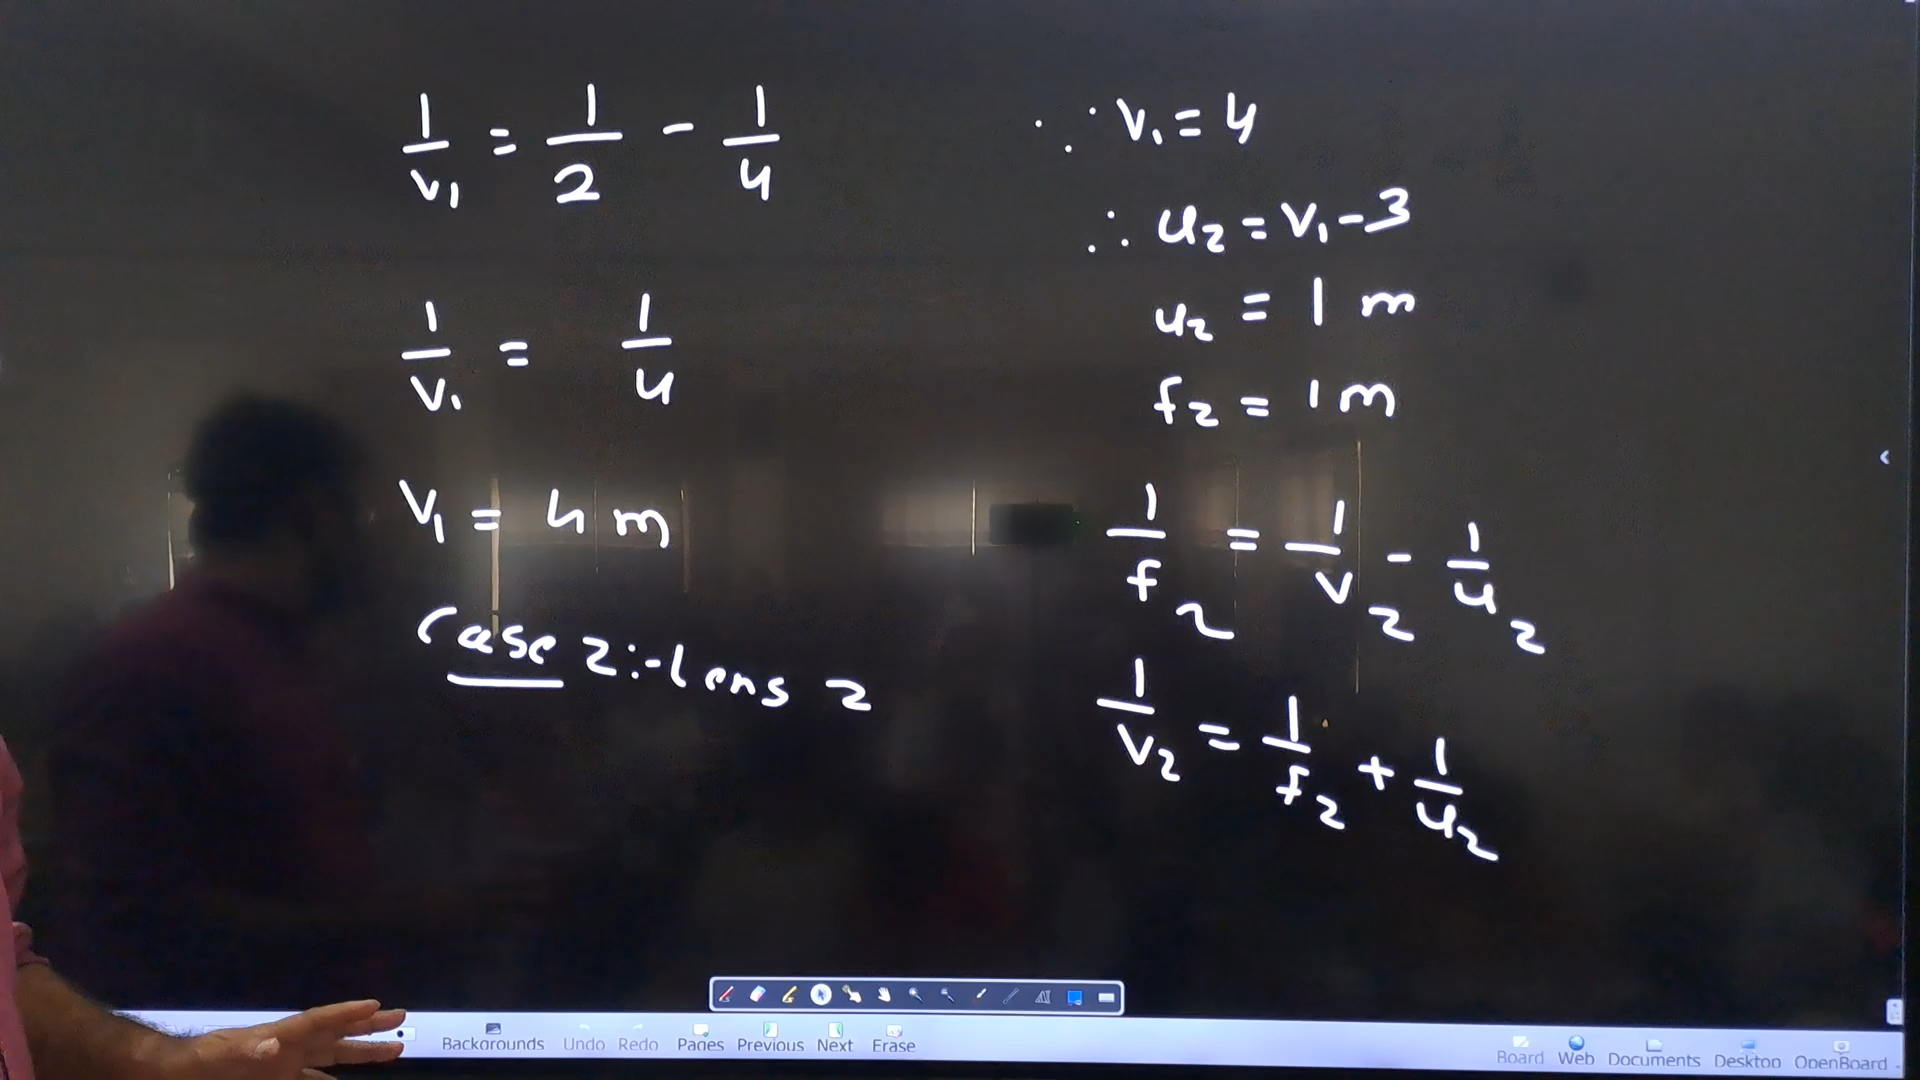 1/v₁ = 1/2 - 1/4
1/v₁ = 1/4
v₁ = 4 m
Case 2:- Lens 2
∵ v₁ = 4
∴ u₂ = v₁ - 3
u₂ = 1 m
f₂ = 1 m
1/f₂ = 1/v₂ - 1/u₂
1/v₂ = 1/f₂ + 1/u₂
Backgrounds Undo Redo Pages Previous Next Erase
Board Web Documents Desktop OpenBoard